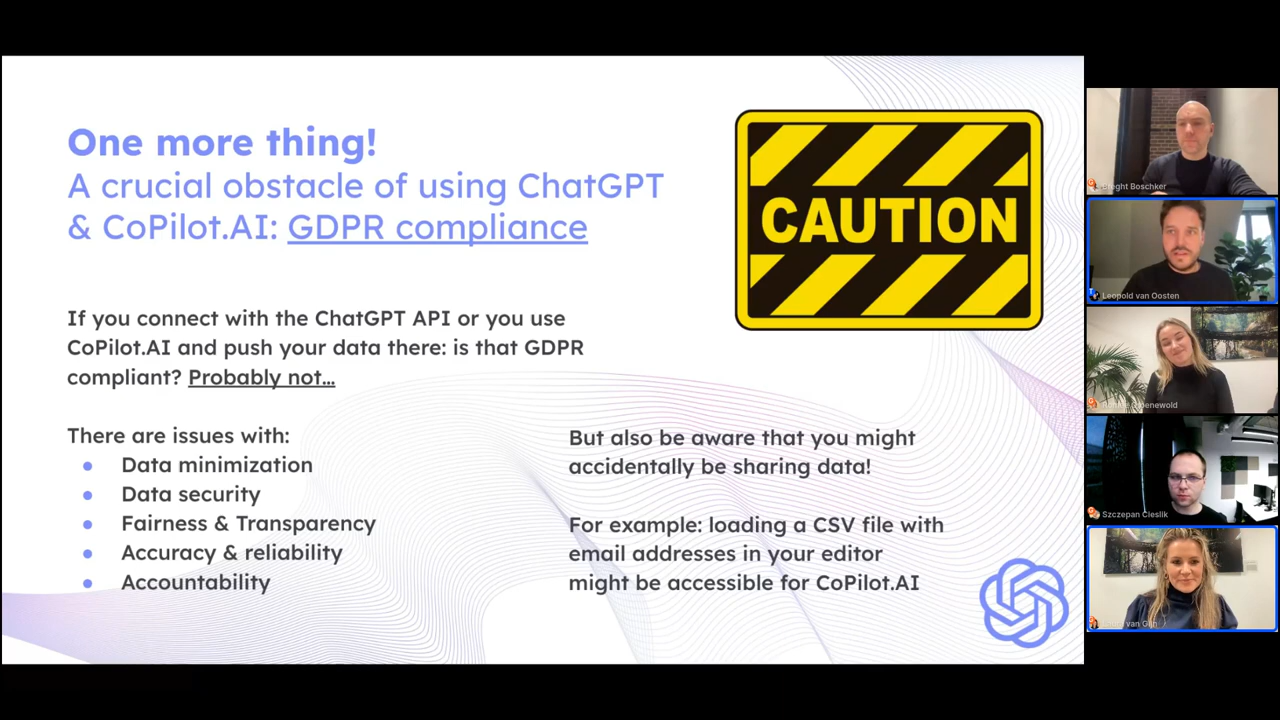 One more thing!
A crucial obstacle of using ChatGPT
& CoPilot.AI: GDPR compliance
CAUTION
If you connect with the ChatGPT API or you use
CoPilot.AI and push your data there: is that GDPR
compliant? Probably not...
There are issues with:
Data minimization
Data security
Fairness & Transparency
Accuracy & reliability
Accountability
But also be aware that you might
accidentally be sharing data!
For example: loading a CSV file with
email addresses in your editor
might be accessible for CoPilot.AI
Boschker
Leopold van Oosten
Szczepan Cieslik
van Gijn